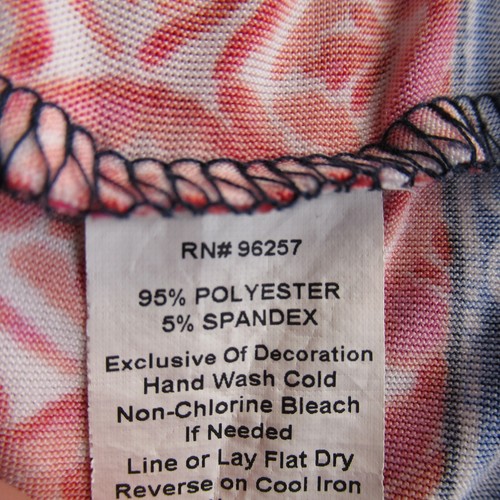 RN# 96257
95% POLYESTER
5% SPANDEX
Exclusive Of Decoration
Hand Wash Cold
Non-Chlorine Bleach
If Needed
Line or Lay Flat Dry
Reverse on Cool Iron